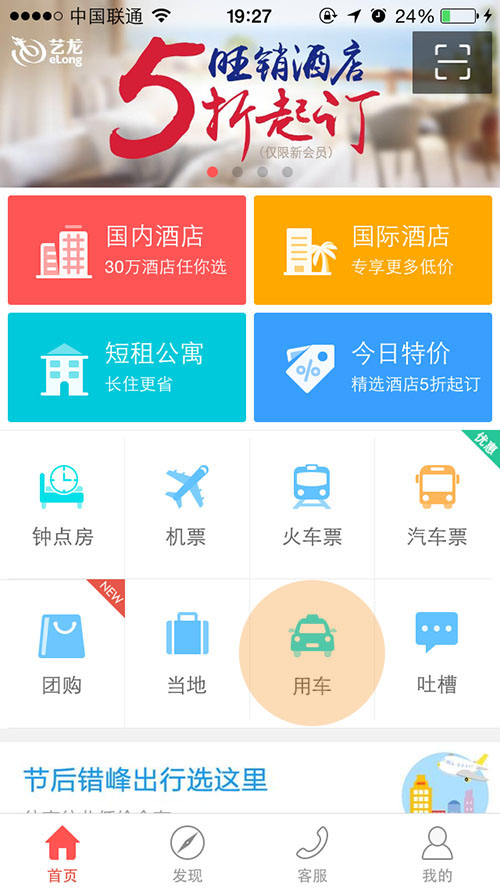 中国联通
19:27
24%
艺龙
eLong
旺销酒店
5折起订
（仅限新会员）
国内酒店
30万酒店任你选
国际酒店
专享更多低价
短租公寓
长住更省
今日特价
精选酒店5折起订
优惠
钟点房
机票
火车票
汽车票
NEW
团购
当地
用车
吐槽
节后错峰出行选这里
首页
发现
客服
我的